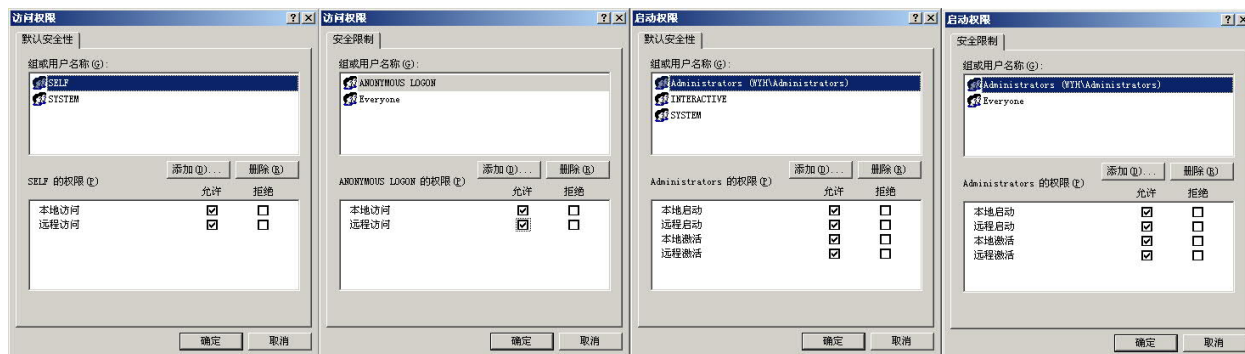 访问权限
默认安全性
组或用户名称(G):
SELF
SYSTEM
添加(D)... 删除(R)
SELF 的权限(P) 允许 拒绝
本地访问
远程访问
确定 取消
访问权限
安全限制
组或用户名称(G):
ANONYMOUS LOGON
Everyone
添加(D)... 删除(R)
ANONYMOUS LOGON 的权限(P) 允许 拒绝
本地访问
远程访问
确定 取消
启动权限
默认安全性
组或用户名称(G):
Administrators (WYH\Administrators)
INTERACTIVE
SYSTEM
添加(D)... 删除(R)
Administrators 的权限(P) 允许 拒绝
本地启动
远程启动
本地激活
远程激活
确定 取消
启动权限
安全限制
组或用户名称(G):
Administrators (WYH\Administrators)
Everyone
添加(D)... 删除(R)
Administrators 的权限(P) 允许 拒绝
本地启动
远程启动
本地激活
远程激活
确定 取消